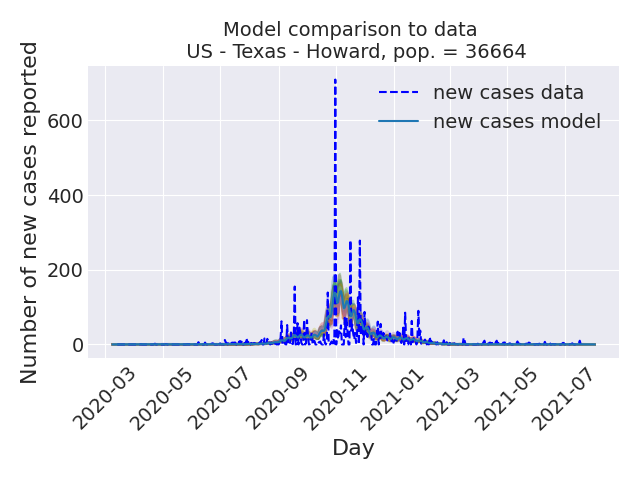 Model comparison to data
US - Texas - Howard, pop. = 36664
new cases data
new cases model
Number of new cases reported
600
400
200
0
2020-03
2020-05
2020-07
2020-09
2020-11
2021-01
2021-03
2021-05
2021-07
Day